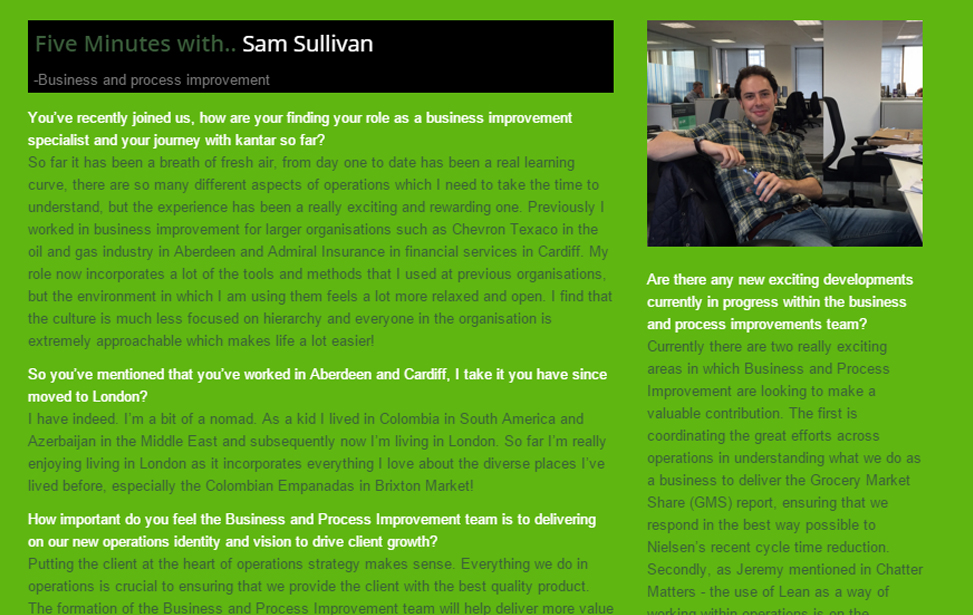 Five Minutes with.. Sam Sullivan
-Business and process improvement
You've recently joined us, how are your finding your role as a business improvement
specialist and your journey with kantar so far?
So far it has been a breath of fresh air, from day one to date has been a real learning
curve, there are so many different aspects of operations which I need to take the time to
understand, but the experience has been a really exciting and rewarding one. Previously I
worked in business improvement for larger organisations such as Chevron Texaco in the
oil and gas industry in Aberdeen and Admiral Insurance in financial services in Cardiff. My
role now incorporates a lot of the tools and methods that I used at previous organisations,
but the environment in which I am using them feels a lot more relaxed and open. I find that
the culture is much less focused on hierarchy and everyone in the organisation is
extremely approachable which makes life a lot easier!
So you've mentioned that you've worked in Aberdeen and Cardiff, I take it you have since
moved to London?
I have indeed. I'm a bit of a nomad. As a kid I lived in Colombia in South America and
Azerbaijan in the Middle East and subsequently now I'm living in London. So far I'm really
enjoying living in London as it incorporates everything I love about the diverse places I've
lived before, especially the Colombian Empanadas in Brixton Market!
How important do you feel the Business and Process Improvement team is to delivering
on our new operations identity and vision to drive client growth?
Putting the client at the heart of operations strategy makes sense. Everything we do in
operations is crucial to ensuring that we provide the client with the best quality product.
The formation of the Business and Process Improvement team will help deliver more value
Are there any new exciting developments
currently in progress within the business
and process improvements team?
Currently there are two really exciting
areas in which Business and Process
Improvement are looking to make a
valuable contribution. The first is
coordinating the great efforts across
operations in understanding what we do as
a business to deliver the Grocery Market
Share (GMS) report, ensuring that we
respond in the best way possible to
Nielsen's recent cycle time reduction.
Secondly, as Jeremy mentioned in Chatter
Matters - the use of Lean as a way of
working within operations is on the